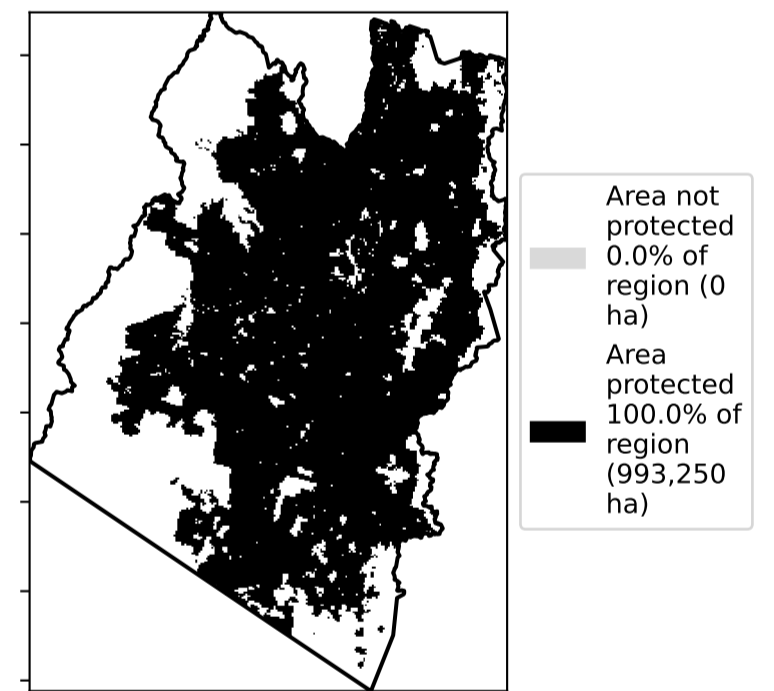 Area not
protected
0.0% of
region (0
ha)
Area
protected
100.0% of
region
(993,250
ha)